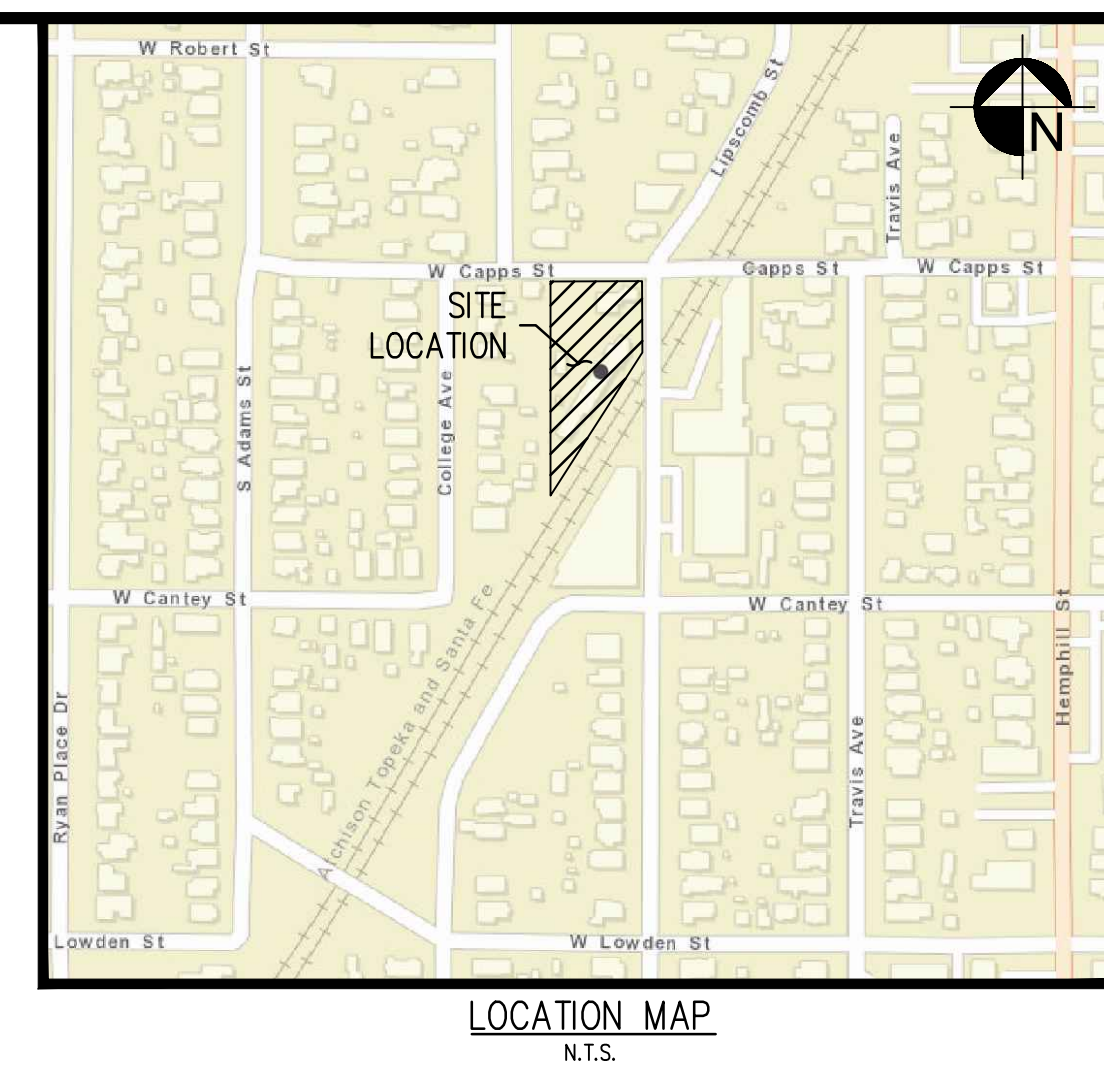 W Robert St
Lipscomb St
N
Travis Ave
W Capps St
Capps St
W Capps St
SITE
LOCATION
S Adams St
College Ave
W Cantey St
W Cantey St
Atchison Topeka and Santa Fe
Hemphill St
Ryan Place Dr
Travis Ave
Lowden St
W Lowden St
LOCATION MAP
N.T.S.